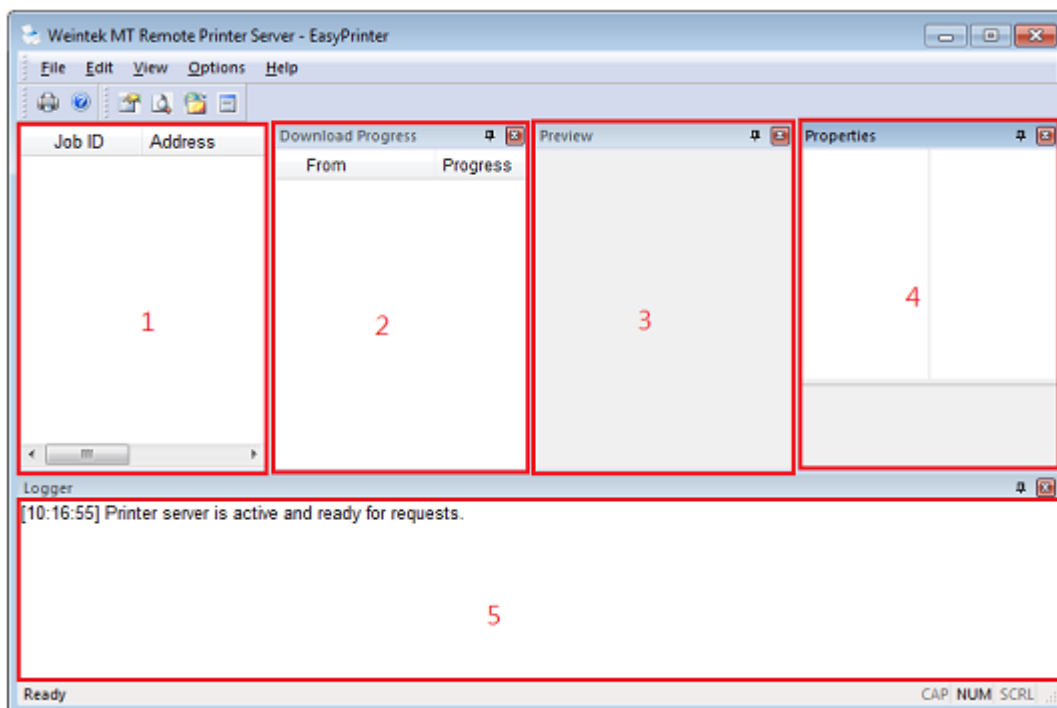 Weintek MT Remote Printer Server - EasyPrinter
File Edit View Options Help
Job ID Address
Download Progress
From Progress
Preview
Properties
1
2
3
4
Logger
[10:16:55] Printer server is active and ready for requests.
5
Ready CAP NUM SCRL